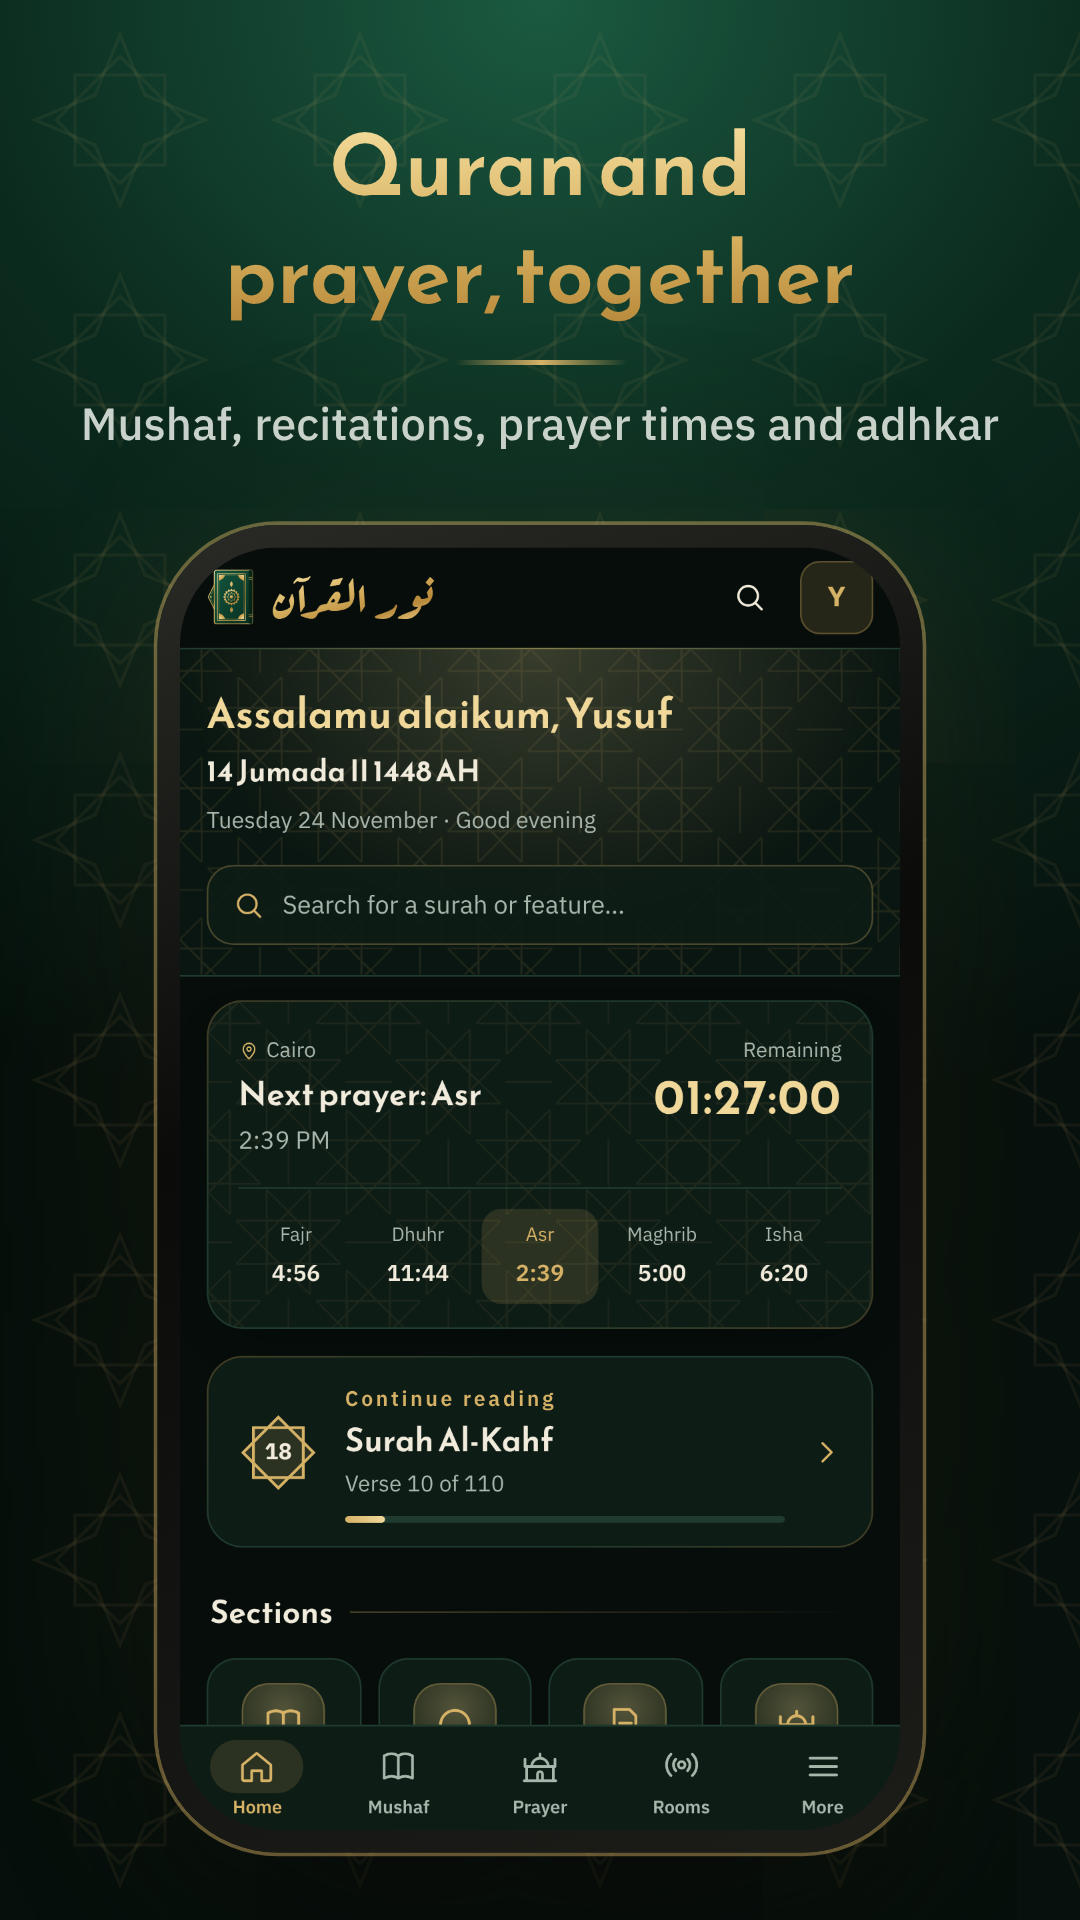 Quran and
prayer, together
Mushaf, recitations, prayer times and adhkar
نور القرآن
Y
Assalamu alaikum, Yusuf
14 Jumada II 1448 AH
Tuesday 24 November · Good evening
Search for a surah or feature...
Cairo
Remaining
Next prayer: Asr
01:27:00
2:39 PM
Fajr Dhuhr Asr Maghrib Isha
4:56 11:44 2:39 5:00 6:20
Continue reading
18
Surah Al-Kahf
Verse 10 of 110
Sections
Home Mushaf Prayer Rooms More